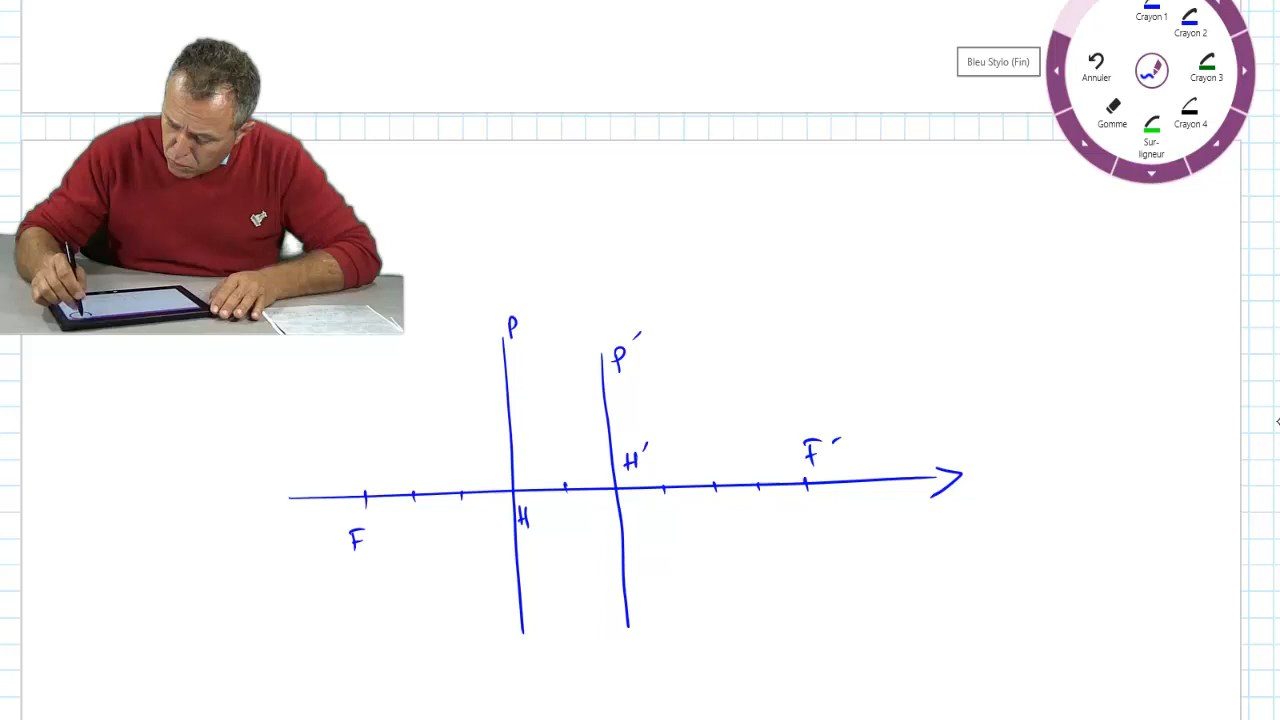 Crayon 1
Crayon 2
Bleu Stylo (Fin)
Annuler
Crayon 3
Gomme
Crayon 4
Sur-
ligneur
P
P'
H'
F'
H
F